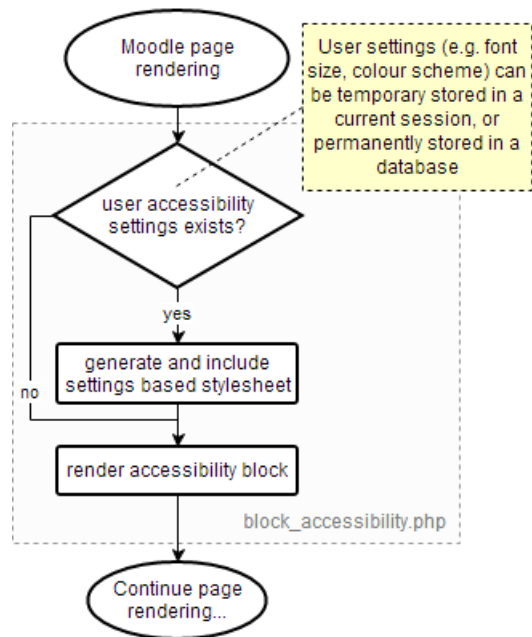 Moodle page
rendering
User settings (e.g. font
size, colour scheme) can
be temporary stored in a
current session, or
permanently stored in a
database
user accessibility
settings exists?
yes
generate and include
settings based stylesheet
no
render accessibility block
block_accessibility.php
Continue page
rendering...